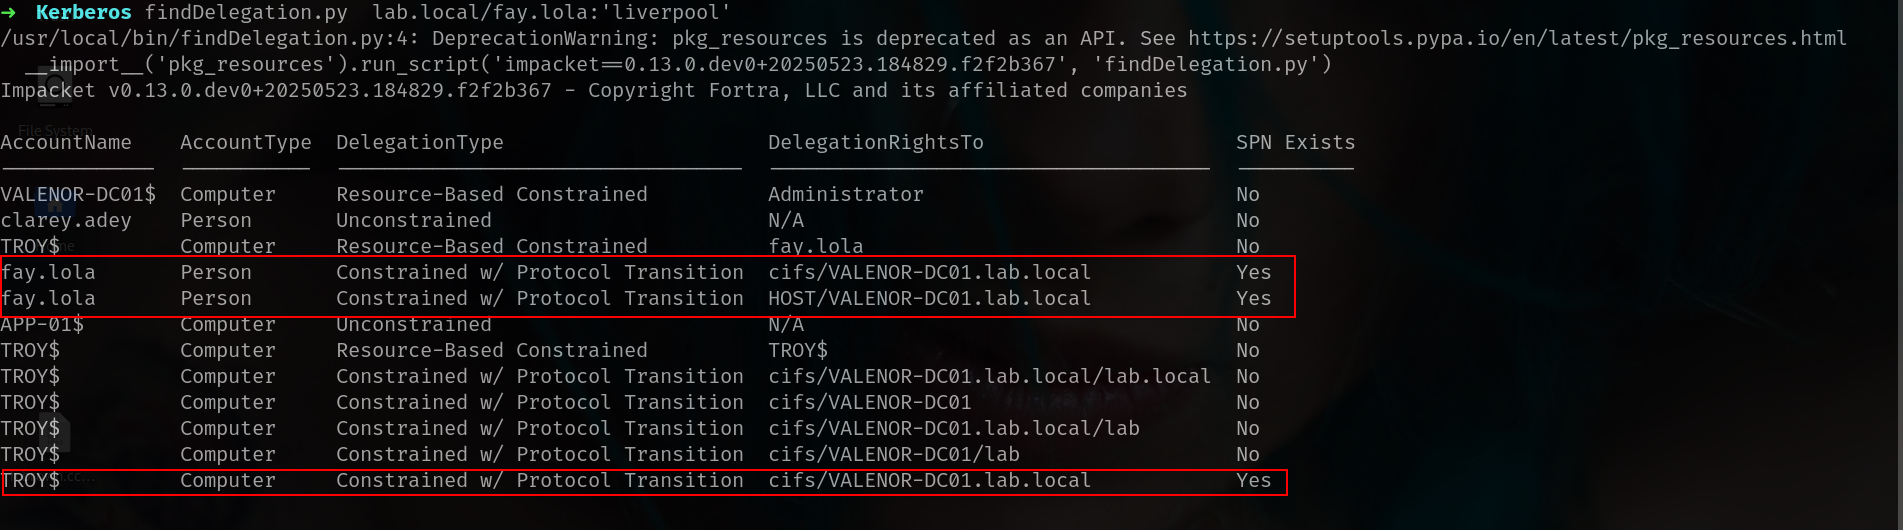 →  Kerberos findDelegation.py  lab.local/fay.lola:'liverpool'
/usr/local/bin/findDelegation.py:4: DeprecationWarning: pkg_resources is deprecated as an API. See https://setuptools.pypa.io/en/latest/pkg_resources.html
  __import__('pkg_resources').run_script('impacket==0.13.0.dev0+20250523.184829.f2f2b367', 'findDelegation.py')
Impacket v0.13.0.dev0+20250523.184829.f2f2b367 - Copyright Fortra, LLC and its affiliated companies
File System
AccountName    AccountType  DelegationType                      DelegationRightsTo                     SPN Exists
VALENOR-DC01$  Computer     Resource-Based Constrained          Administrator                          No
clarey.adey    Person       Unconstrained                       N/A                                    No
TROY$          Computer     Resource-Based Constrained          fay.lola                               No
fay.lola       Person       Constrained w/ Protocol Transition  cifs/VALENOR-DC01.lab.local            Yes
fay.lola       Person       Constrained w/ Protocol Transition  HOST/VALENOR-DC01.lab.local            Yes
APP-01$        Computer     Unconstrained                       N/A                                    No
TROY$          Computer     Resource-Based Constrained          TROY$                                  No
TROY$          Computer     Constrained w/ Protocol Transition  cifs/VALENOR-DC01.lab.local/lab.local  No
TROY$          Computer     Constrained w/ Protocol Transition  cifs/VALENOR-DC01                      No
TROY$          Computer     Constrained w/ Protocol Transition  cifs/VALENOR-DC01.lab.local/lab        No
TROY$          Computer     Constrained w/ Protocol Transition  cifs/VALENOR-DC01/lab                  No
TROY$          Computer     Constrained w/ Protocol Transition  cifs/VALENOR-DC01.lab.local            Yes